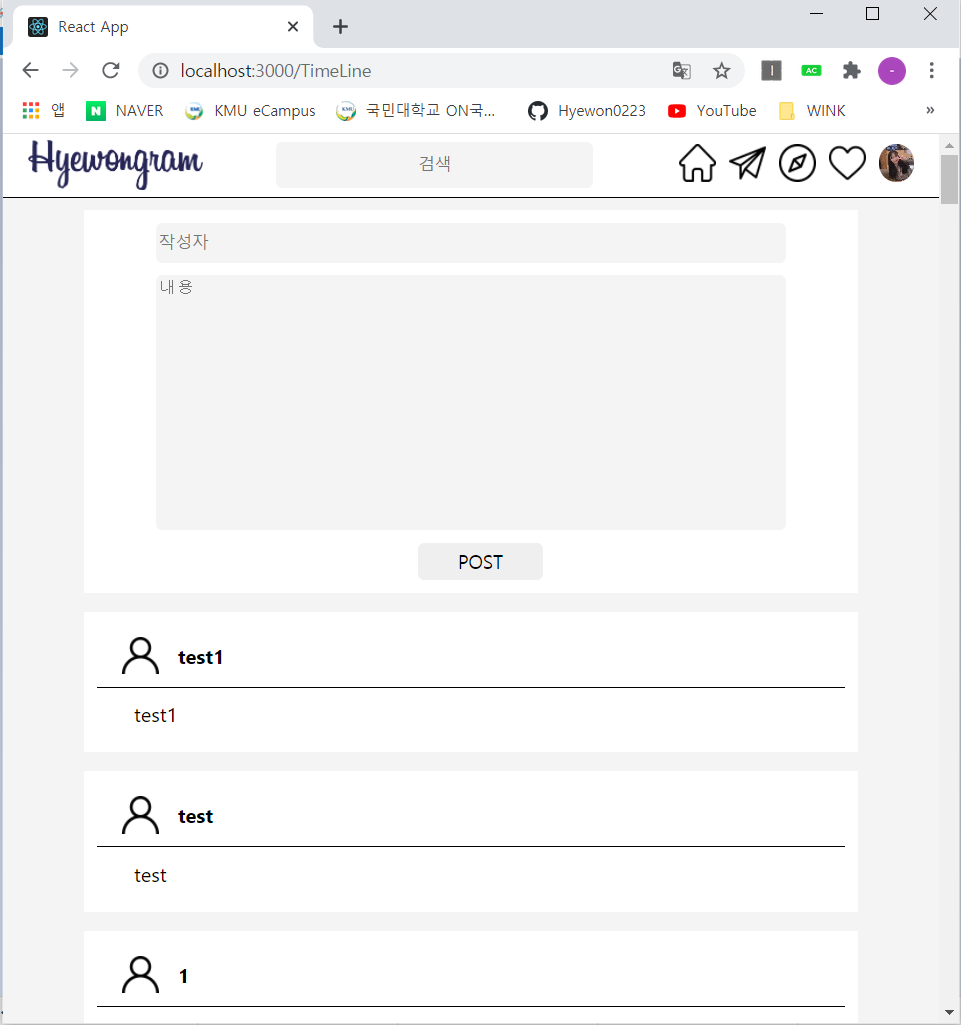 React App
localhost:3000/TimeLine
AC
앱 NAVER KMU eCampus 국민대학교 ON국... Hyewon0223 YouTube WINK »
Hyewongram 검색
작성자
내용
POST
test1
test1
test
test
1